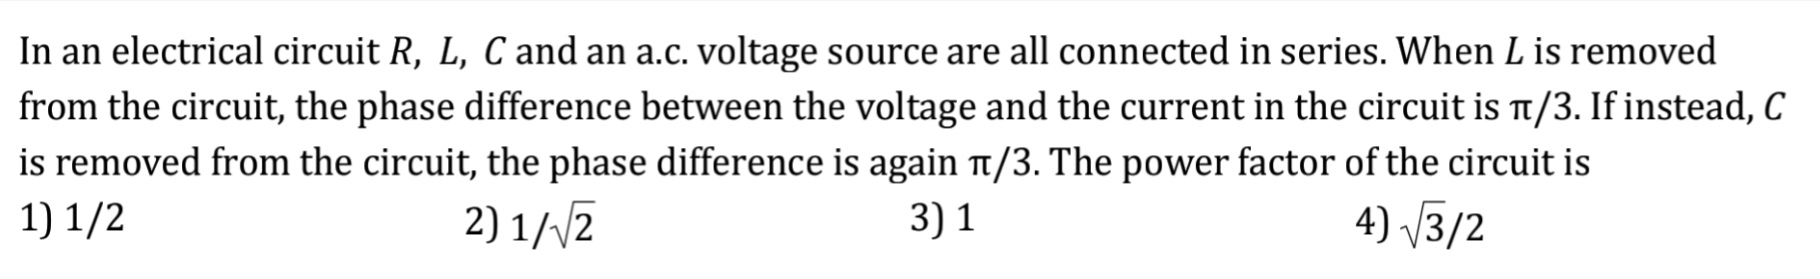 In an electrical circuit R, L, C and an a.c. voltage source are all connected in series. When L is removed
from the circuit, the phase difference between the voltage and the current in the circuit is π/3. If instead, C
is removed from the circuit, the phase difference is again π/3. The power factor of the circuit is
1) 1/2 2) 1/√2 3) 1 4) √3/2